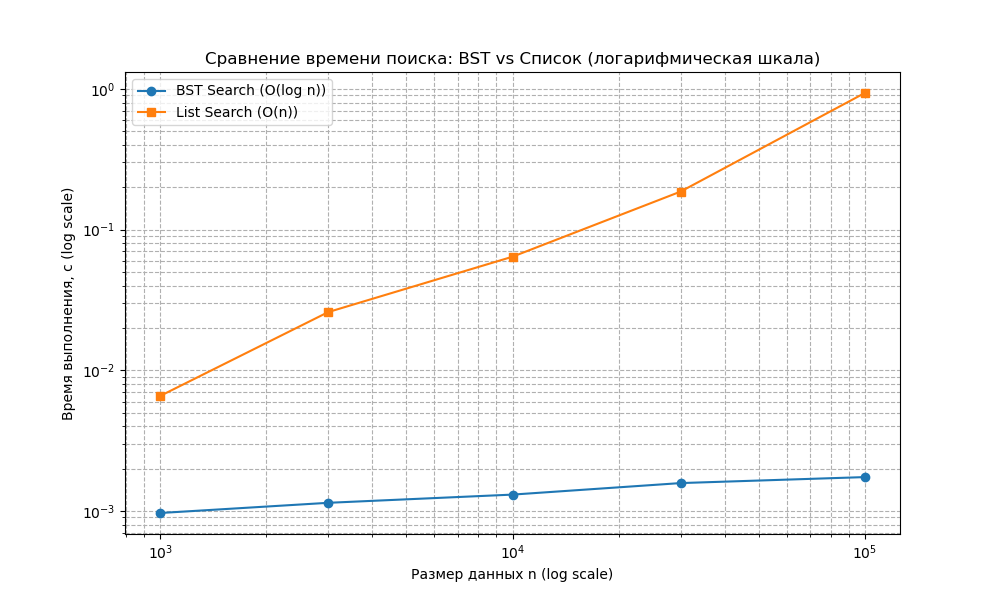 Сравнение времени поиска: BST vs Список (логарифмическая шкала)
BST Search (O(log n))
List Search (O(n))
Время выполнения, с (log scale)
10⁰
10⁻¹
10⁻²
10⁻³
10³
10⁴
10⁵
Размер данных n (log scale)